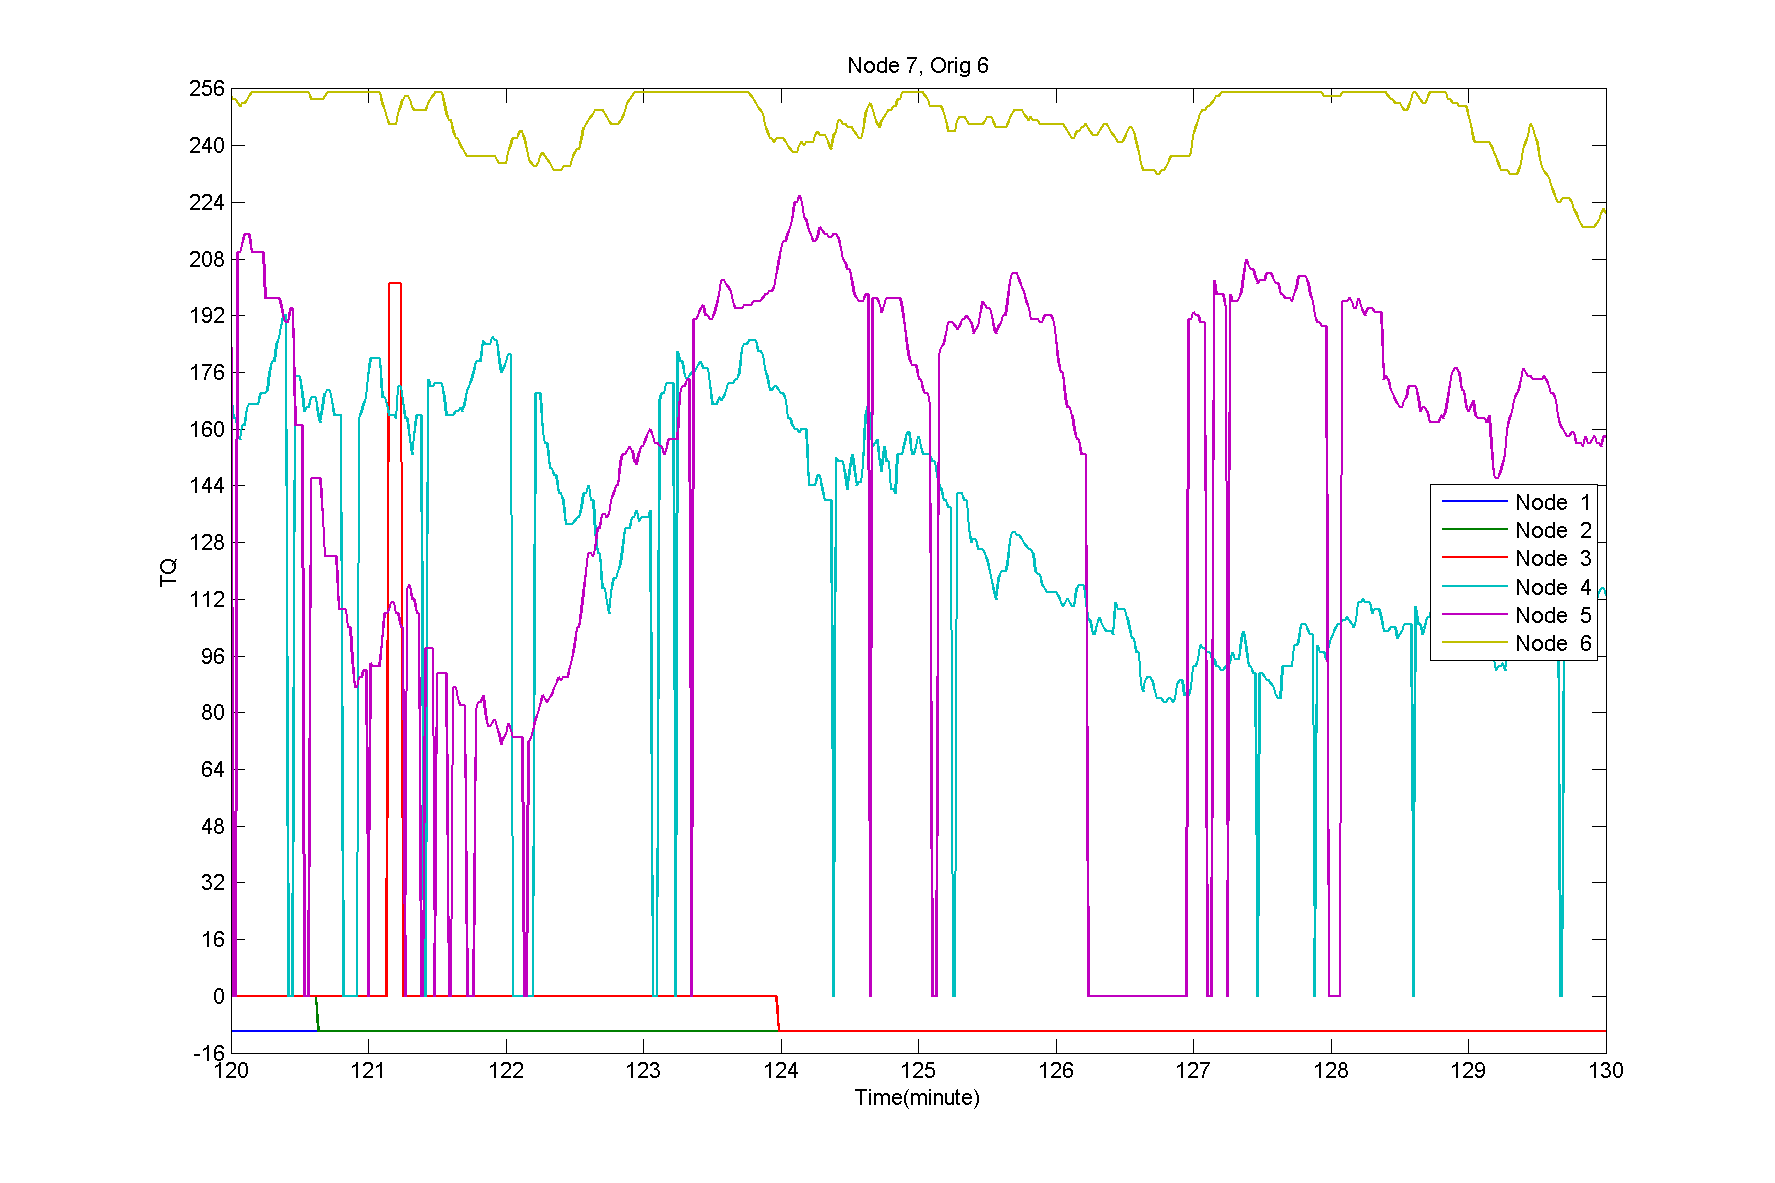 Node 7, Orig 6
256
240
224
208
192
176
160
144
128
112
96
80
64
48
32
16
0
-16
TQ
Node 1
Node 2
Node 3
Node 4
Node 5
Node 6
120 121 122 123 124 125 126 127 128 129 130
Time(minute)